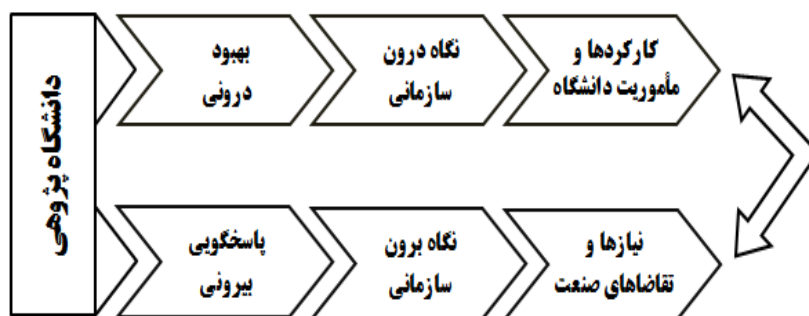 دانشگاه پژوهی
بهبود
درونی
نگاه درون
سازمانی
کارکردها و
مأموریت دانشگاه
پاسخگویی
بیرونی
نگاه برون
سازمانی
نیازها و
تقاضاهای صنعت